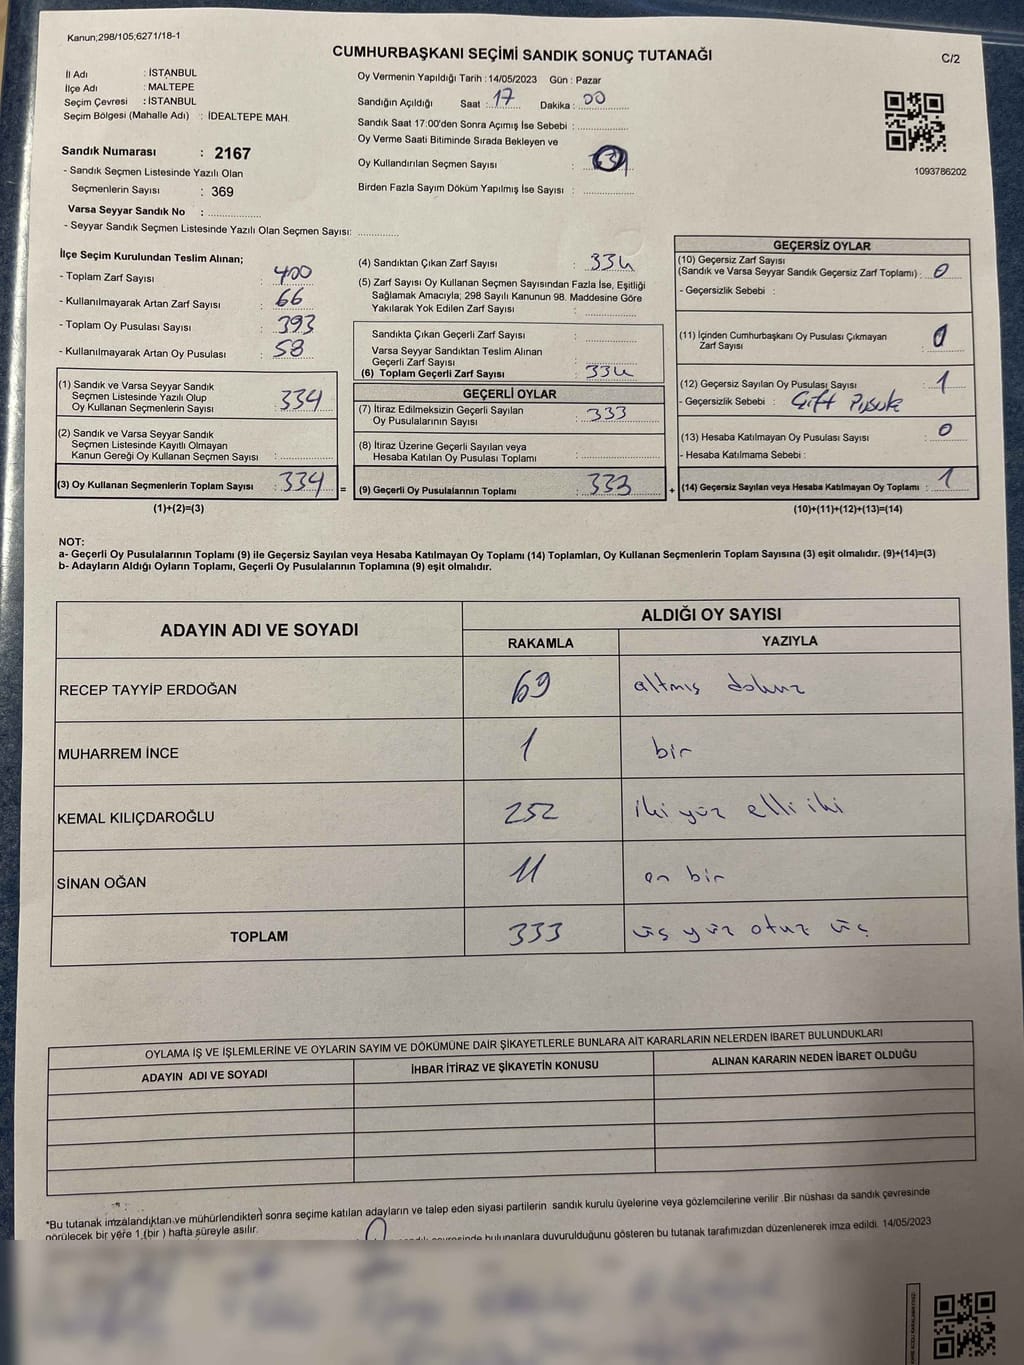 Kanun;298/105,6271/18-1
CUMHURBAŞKANI SEÇİMİ SANDIK SONUÇ TUTANAĞI
C/2
İl Adı : İSTANBUL
İlçe Adı : MALTEPE
Seçim Çevresi : İSTANBUL
Seçim Bölgesi (Mahalle Adı) : İDEALTEPE MAH.
Oy Vermenin Yapıldığı Tarih : 14/05/2023 Gün : Pazar
Sandığın Açıldığı Saat : 17 Dakika : 00
Sandık Saat 17:00'den Sonra Açımış İse Sebebi :
Oy Verme Saati Bitiminde Sırada Bekleyen ve
Oy Kullandırılan Seçmen Sayısı :
Birden Fazla Sayım Döküm Yapılmış İse Sayısı :
1093786202
Sandık Numarası : 2167
- Sandık Seçmen Listesinde Yazılı Olan
Seçmenlerin Sayısı : 369
Varsa Seyyar Sandık No :
- Seyyar Sandık Seçmen Listesinde Yazılı Olan Seçmen Sayısı:
İlçe Seçim Kurulundan Teslim Alınan;
- Toplam Zarf Sayısı : 400
- Kullanılmayarak Artan Zarf Sayısı : 66
- Toplam Oy Pusulası Sayısı : 393
- Kullanılmayarak Artan Oy Pusulası : 58
(1) Sandık ve Varsa Seyyar Sandık
Seçmen Listesinde Yazılı Olup
Oy Kullanan Seçmenlerin Sayısı : 334
(2) Sandık ve Varsa Seyyar Sandık
Seçmen Listesinde Kayıtlı Olmayan
Kanun Gereği Oy Kullanan Seçmen Sayısı :
(3) Oy Kullanan Seçmenlerin Toplam Sayısı : 334 =
(1)+(2)=(3)
(4) Sandıktan Çıkan Zarf Sayısı : 334
(5) Zarf Sayısı Oy Kullanan Seçmen Sayısından Fazla İse, Eşitliği
Sağlamak Amacıyla; 298 Sayılı Kanunun 98. Maddesine Göre
Yakılarak Yok Edilen Zarf Sayısı :
Sandıkta Çıkan Geçerli Zarf Sayısı :
Varsa Seyyar Sandıktan Teslim Alınan
Geçerli Zarf Sayısı :
(6) Toplam Geçerli Zarf Sayısı : 334
GEÇERLİ OYLAR
(7) İtiraz Edilmeksizin Geçerli Sayılan
Oy Pusulalarının Sayısı : 333
(8) İtiraz Üzerine Geçerli Sayılan veya
Hesaba Katılan Oy Pusulası Toplamı :
(9) Geçerli Oy Pusulalarının Toplamı : 333 +
GEÇERSİZ OYLAR
(10) Geçersiz Zarf Sayısı
(Sandık ve Varsa Seyyar Sandık Geçersiz Zarf Toplamı) : 0
- Geçersizlik Sebebi :
(11) İçinden Cumhurbaşkanı Oy Pusulası Çıkmayan
Zarf Sayısı : 0
(12) Geçersiz Sayılan Oy Pusulası Sayısı : 1
- Geçersizlik Sebebi : Çift Pusula
(13) Hesaba Katılmayan Oy Pusulası Sayısı : 0
- Hesaba Katılmama Sebebi :
(14) Geçersiz Sayılan veya Hesaba Katılmayan Oy Toplamı : 1
(10)+(11)+(12)+(13)=(14)
NOT:
a- Geçerli Oy Pusulalarının Toplamı (9) ile Geçersiz Sayılan veya Hesaba Katılmayan Oy Toplamı (14) Toplamları, Oy Kullanan Seçmenlerin Toplam Sayısına (3) eşit olmalıdır. (9)+(14)=(3)
b- Adayların Aldığı Oyların Toplamı, Geçerli Oy Pusulalarının Toplamına (9) eşit olmalıdır.
ADAYIN ADI VE SOYADI
ALDIĞI OY SAYISI
RAKAMLA YAZIYLA
RECEP TAYYİP ERDOĞAN 69 altmış dokuz
MUHARREM İNCE 1 bir
KEMAL KILIÇDAROĞLU 252 iki yüz elli iki
SİNAN OĞAN 11 on bir
TOPLAM 333 üç yüz otuz üç
OYLAMA İŞ VE İŞLEMLERİNE VE OYLARIN SAYIM VE DÖKÜMÜNE DAİR ŞİKAYETLERLE BUNLARA AİT KARARLARIN NELERDEN İBARET BULUNDUKLARI
ADAYIN ADI VE SOYADI İHBAR İTİRAZ VE ŞİKAYETİN KONUSU ALINAN KARARIN NEDEN İBARET OLDUĞU
*Bu tutanak imzalandıktan ve mühürlendikten sonra seçime katılan adayların ve talep eden siyasi partilerin sandık kurulu üyelerine veya gözlemcilerine verilir .Bir nüshası da sandık çevresinde
görülecek bir yere 1 (bir ) hafta süreyle asılır.
bulunanlara duyurulduğunu gösteren bu tutanak tarafımızdan düzenlenerek imza edildi. 14/05/2023